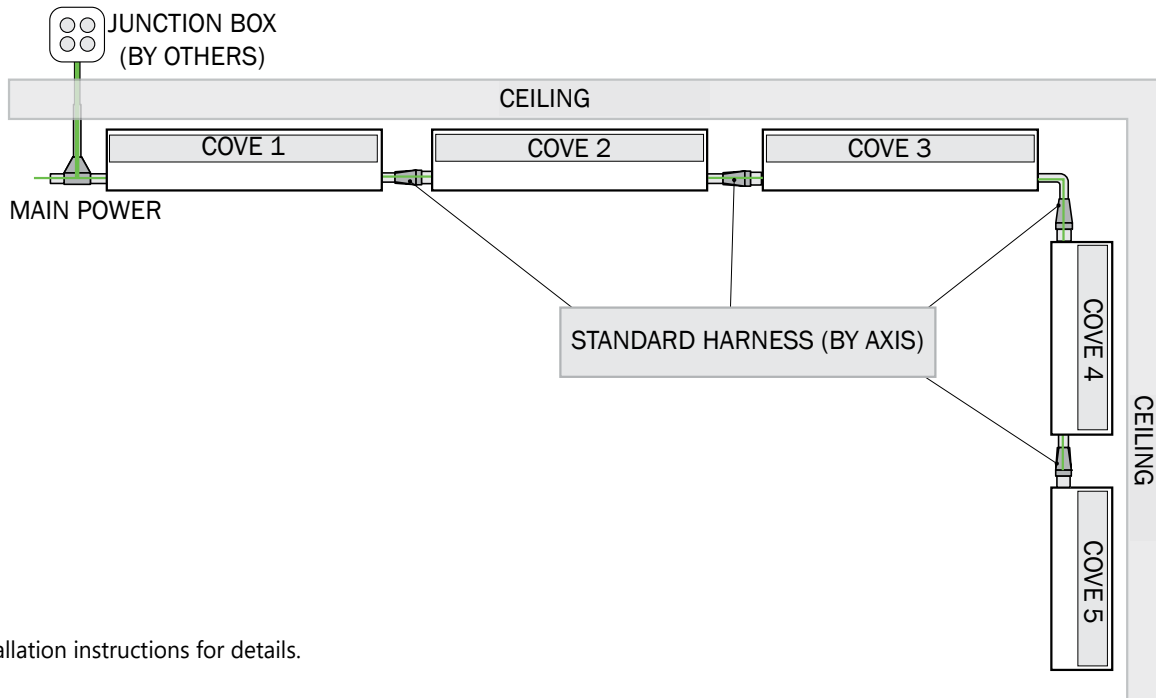 JUNCTION BOX
(BY OTHERS)
CEILING
COVE 1
COVE 2
COVE 3
MAIN POWER
STANDARD HARNESS (BY AXIS)
COVE 4
CEILING
COVE 5
allation instructions for details.